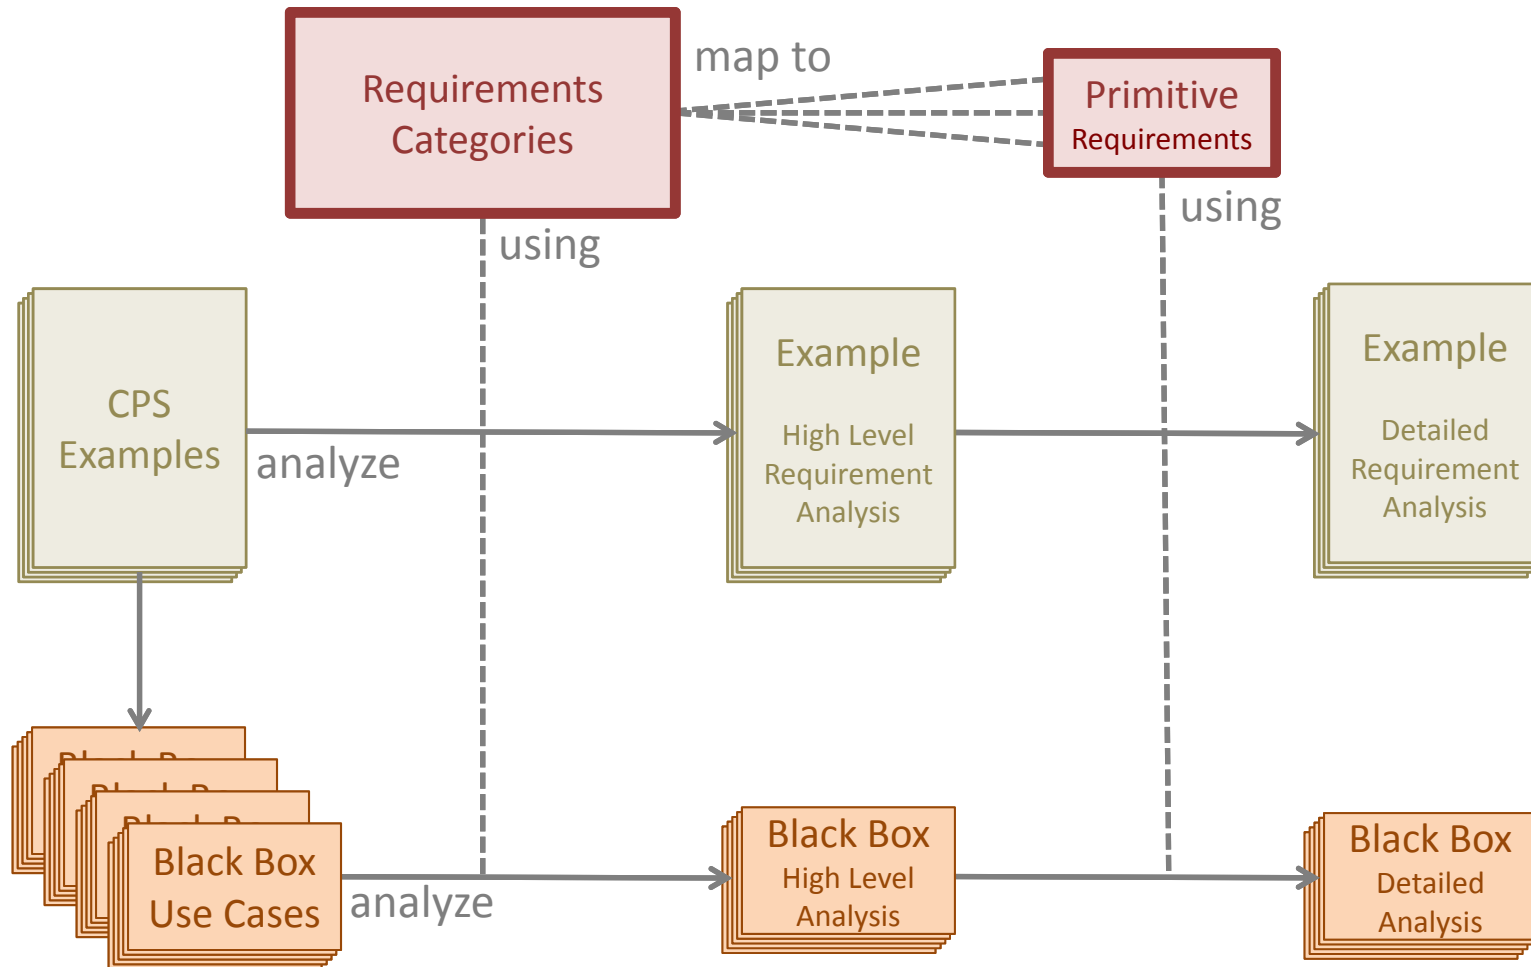 Requirements
Categories
map to
Primitive
Requirements
using
using
CPS
Examples
analyze
Example
High Level
Requirement
Analysis
Example
Detailed
Requirement
Analysis
Black Box
Use Cases
analyze
Black Box
High Level
Analysis
Black Box
Detailed
Analysis